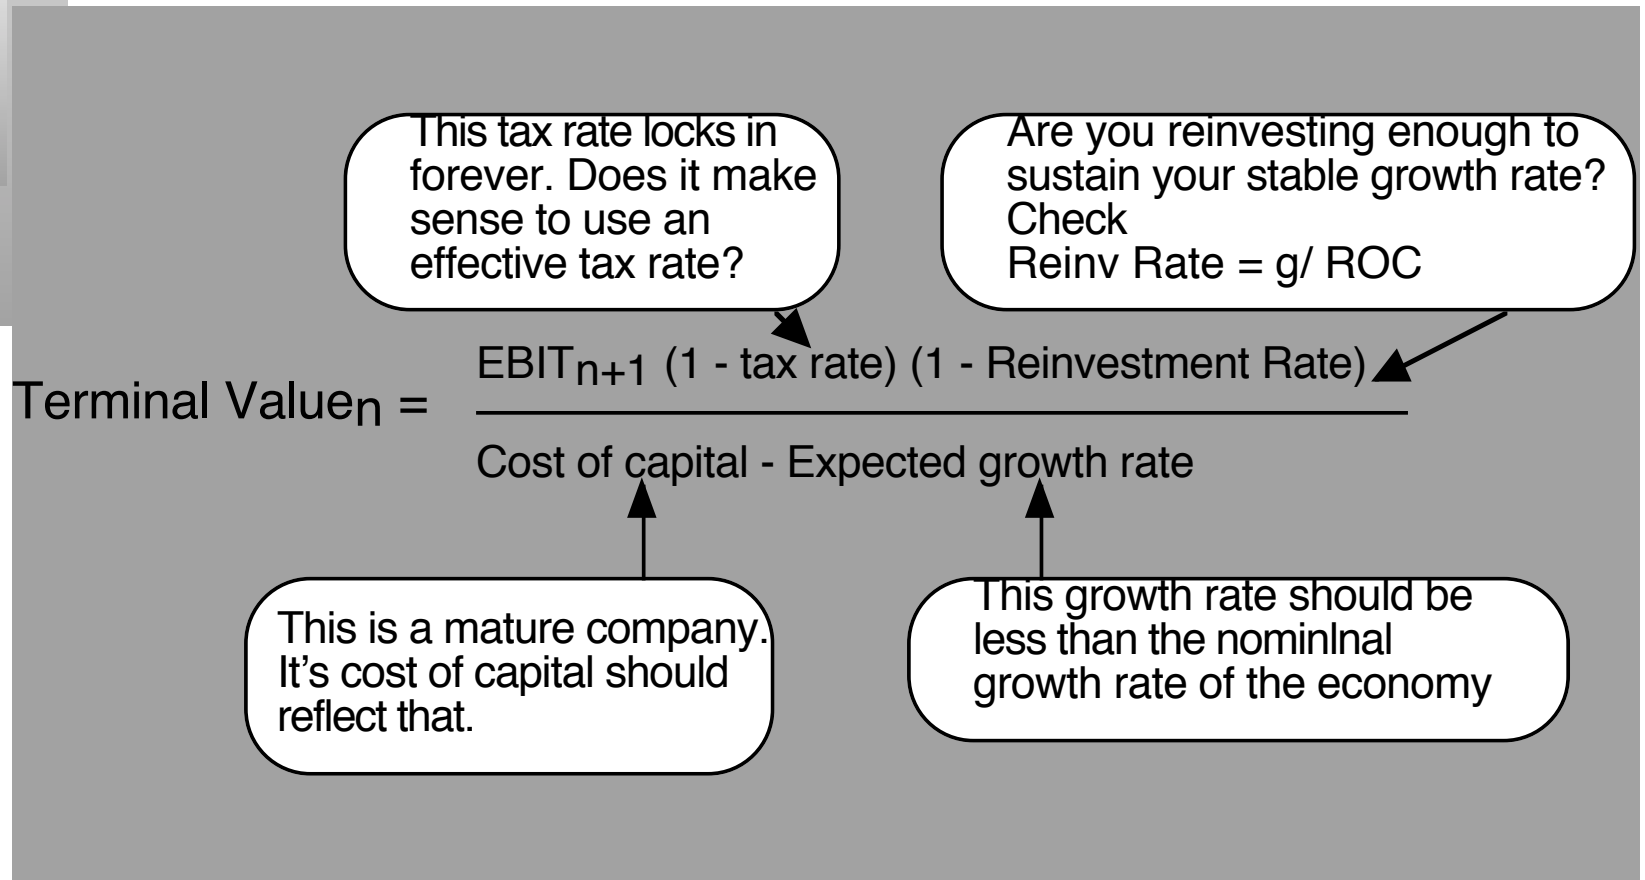 This tax rate locks in
forever. Does it make
sense to use an
effective tax rate?
Are you reinvesting enough to
sustain your stable growth rate?
Check
Reinv Rate = g/ ROC
EBITn+1 (1 - tax rate) (1 - Reinvestment Rate)
Terminal Valuen =
Cost of capital - Expected growth rate
This is a mature company.
It’s cost of capital should
reflect that.
This growth rate should be
less than the nominlnal
growth rate of the economy